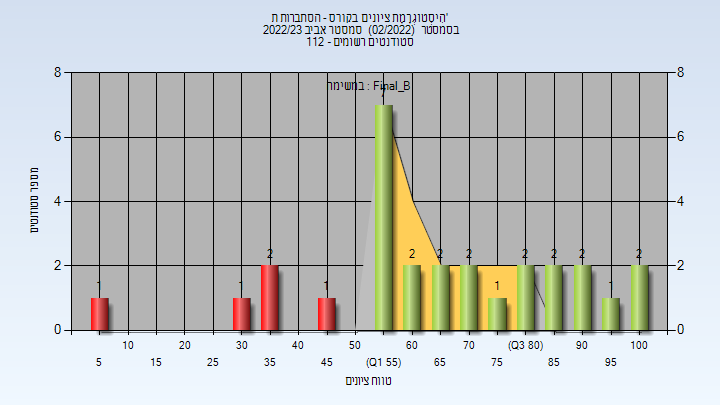 היסטוגרמת ציונים בקורס - הסתברות ת'
בסמסטר (02/2022) סמסטר אביב 2022/23
סטודנטים רשומים - 112
במשימה : Final_B
8 8
6 6
4 4
2 2
0 0
מספר סטודנטים
1 1 2 1 7 2 2 2 1 2 2 2 1 2
10 20 30 40 50 60 70 (Q3 80) 90 100
5 15 25 35 45 (Q1 55) 65 75 85 95
טווח ציונים